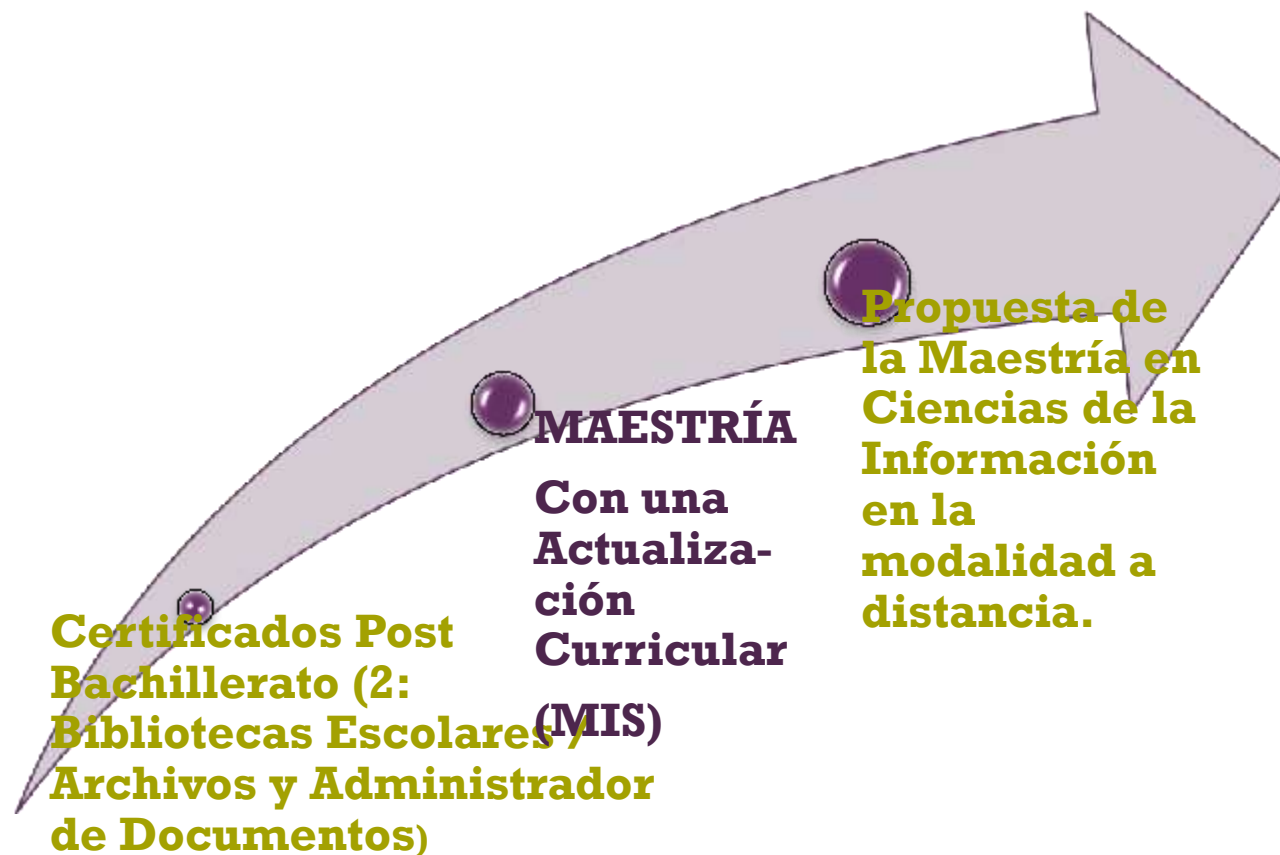 Certificados Post
Bachillerato (2:
Bibliotecas Escolares /
Archivos y Administrador
de Documentos)
MAESTRÍA
Con una
Actualiza-
ción
Curricular
(MIS)
Propuesta de
la Maestría en
Ciencias de la
Información
en la
modalidad a
distancia.